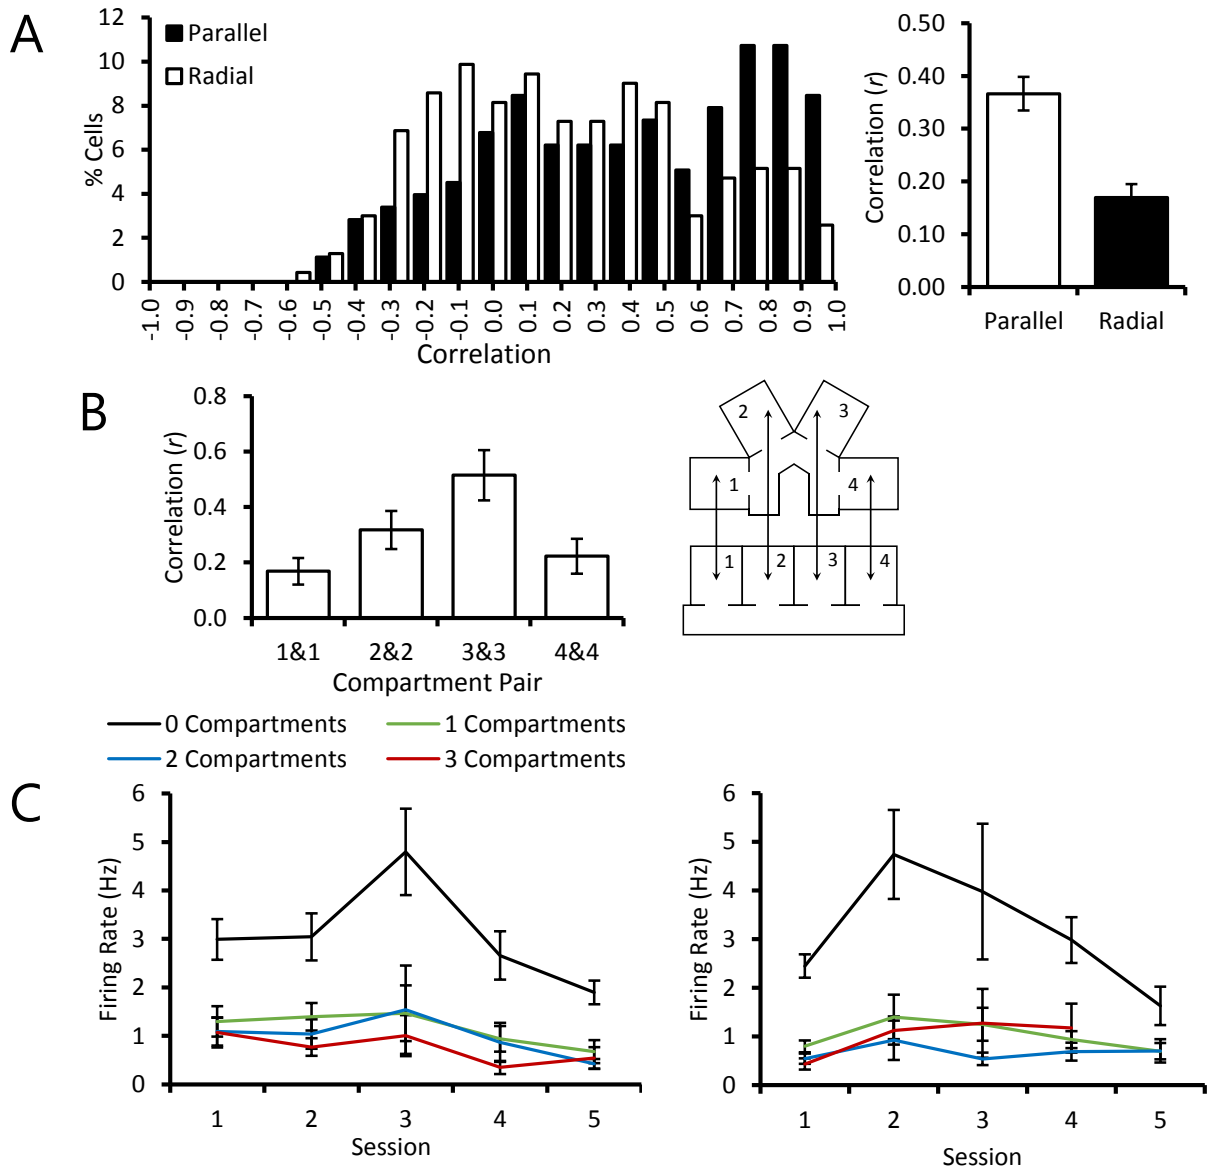 A
12
10
8
6
4
2
0
% Cells
Parallel
Radial
-1.0 -0.9 -0.8 -0.7 -0.6 -0.5 -0.4 -0.3 -0.2 -0.1 0.0 0.1 0.2 0.3 0.4 0.5 0.6 0.7 0.8 0.9 1.0
Correlation
0.50
0.40
0.30
0.20
0.10
0.00
Correlation (r)
Parallel Radial
B
0.8
0.6
0.4
0.2
0.0
Correlation (r)
1&1 2&2 3&3 4&4
Compartment Pair
2 3
1 4
1 2 3 4
0 Compartments 1 Compartments
2 Compartments 3 Compartments
C
6
5
4
3
2
1
0
Firing Rate (Hz)
1 2 3 4 5
Session
6
5
4
3
2
1
0
Firing Rate (Hz)
1 2 3 4 5
Session